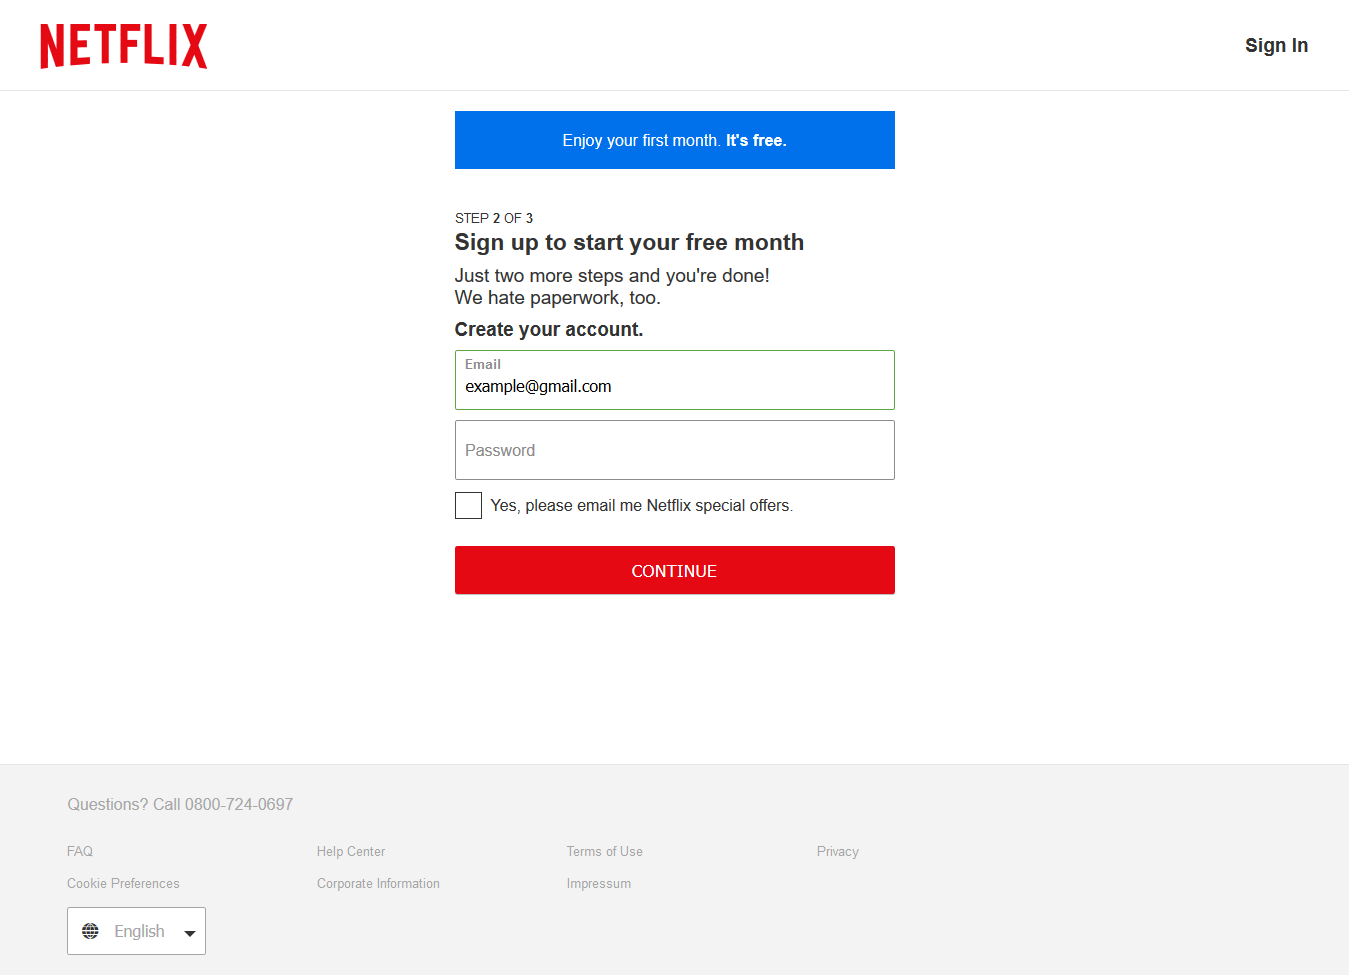 NETFLIX
Sign In
Enjoy your first month. It's free.
STEP 2 OF 3
Sign up to start your free month
Just two more steps and you're done!
We hate paperwork, too.
Create your account.
Email
example@gmail.com
Password
Yes, please email me Netflix special offers.
CONTINUE
Questions? Call 0800-724-0697
FAQ
Help Center
Terms of Use
Privacy
Cookie Preferences
Corporate Information
Impressum
English